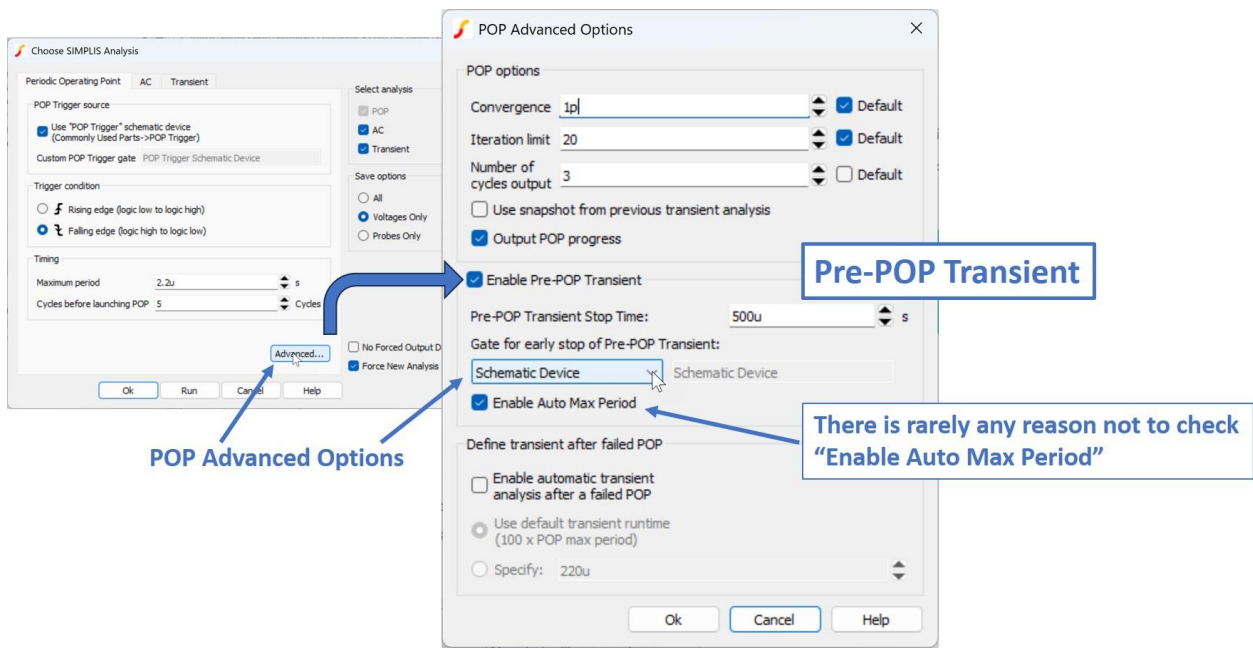 Choose SIMPLIS Analysis
Periodic Operating Point AC Transient
POP Trigger source
Use "POP Trigger" schematic device
(Commonly Used Parts->POP Trigger)
Custom POP Trigger gate POP Trigger Schematic Device
Trigger condition
Rising edge (logic low to logic high)
Falling edge (logic high to logic low)
Timing
Maximum period 2.2u s
Cycles before launching POP 5 Cycles
Advanced...
Select analysis
POP
AC
Transient
Save options
All
Voltages Only
Probes Only
No Forced Output D
Force New Analysis
Ok Run Cancel Help
POP Advanced Options
POP Advanced Options
POP options
Convergence 1p Default
Iteration limit 20 Default
Number of
cycles output 3 Default
Use snapshot from previous transient analysis
Output POP progress
Enable Pre-POP Transient
Pre-POP Transient
Pre-POP Transient Stop Time: 500u s
Gate for early stop of Pre-POP Transient:
Schematic Device Schematic Device
Enable Auto Max Period
There is rarely any reason not to check
“Enable Auto Max Period”
Define transient after failed POP
Enable automatic transient
analysis after a failed POP
Use default transient runtime
(100 x POP max period)
Specify: 220u
Ok Cancel Help